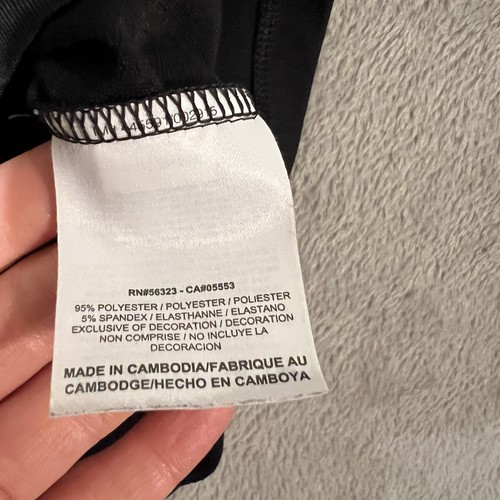 RN#56323 - CA#05553
95% POLYESTER / POLYESTER / POLIESTER
5% SPANDEX / ELASTHANNE / ELASTANO
EXCLUSIVE OF DECORATION / DECORATION
NON COMPRISE / NO INCLUYE LA
DECORACION
MADE IN CAMBODIA/FABRIQUE AU
CAMBODGE/HECHO EN CAMBOYA